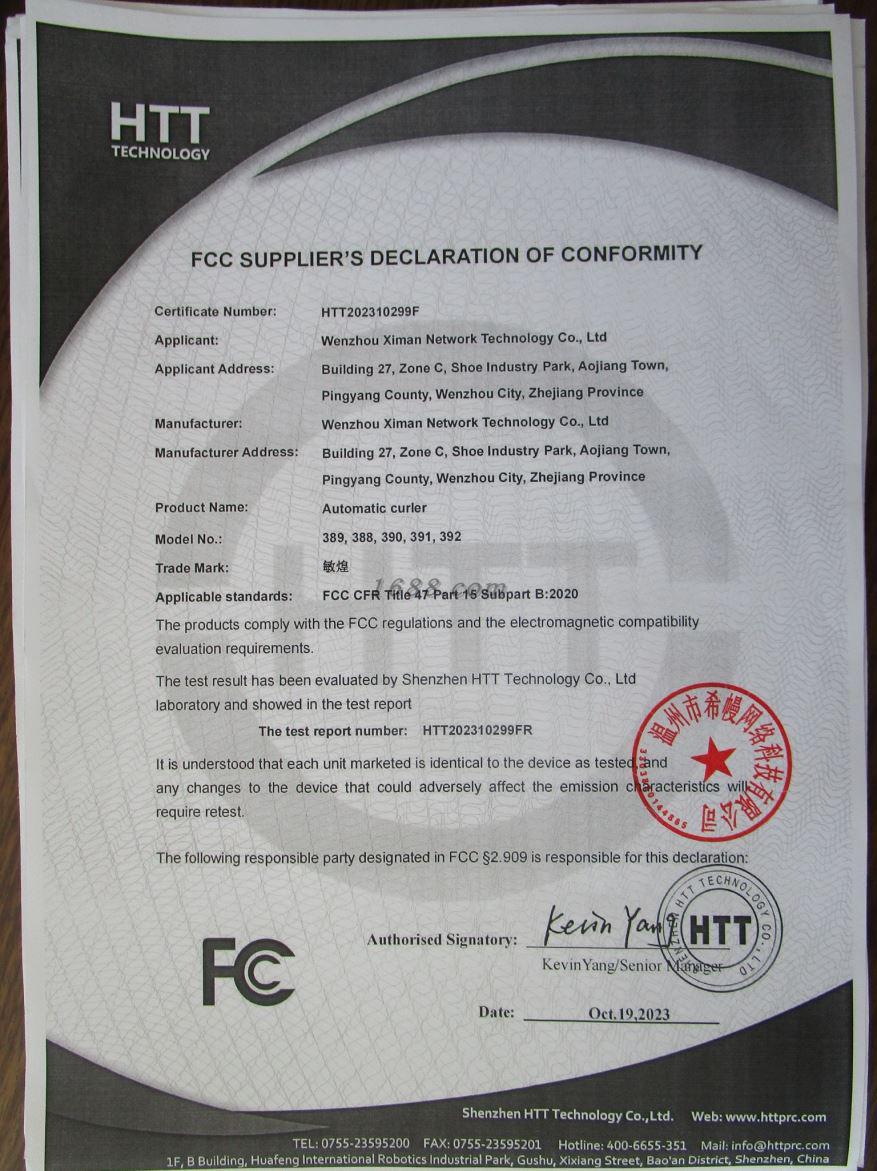 HTT
TECHNOLOGY
FCC SUPPLIER'S DECLARATION OF CONFORMITY
Certificate Number: HTT202310299F
Applicant: Wenzhou Ximan Network Technology Co., Ltd
Applicant Address: Building 27, Zone C, Shoe Industry Park, Aojiang Town,
Pingyang County, Wenzhou City, Zhejiang Province
Manufacturer: Wenzhou Ximan Network Technology Co., Ltd
Manufacturer Address: Building 27, Zone C, Shoe Industry Park, Aojiang Town,
Pingyang County, Wenzhou City, Zhejiang Province
Product Name: Automatic curler
Model No.: 389, 388, 390, 391, 392
Trade Mark: 敏煌
1688.com
Applicable standards: FCC CFR Title 47 Part 15 Subpart B:2020
The products comply with the FCC regulations and the electromagnetic compatibility
evaluation requirements.
The test result has been evaluated by Shenzhen HTT Technology Co., Ltd
laboratory and showed in the test report
The test report number: HTT202310299FR
It is understood that each unit marketed is identical to the device as tested, and
any changes to the device that could adversely affect the emission characteristics will
require retest.
温州市希幔网络科技有限公司
The following responsible party designated in FCC §2.909 is responsible for this declaration:
Authorised Signatory: Kevin Yang
KevinYang/Senior Manager
SHENZHEN HTT TECHNOLOGY CO., LTD
HTT
FC
Date: Oct.19,2023
Shenzhen HTT Technology Co.,Ltd. Web: www.httprc.com
TEL: 0755-23595200 FAX: 0755-23595201 Hotline: 400-6655-351 Mail: info@httprc.com
1F, B Building, Huafeng International Robotics Industrial Park, Gushu, Xixiang Street, Bao'an District, Shenzhen, China